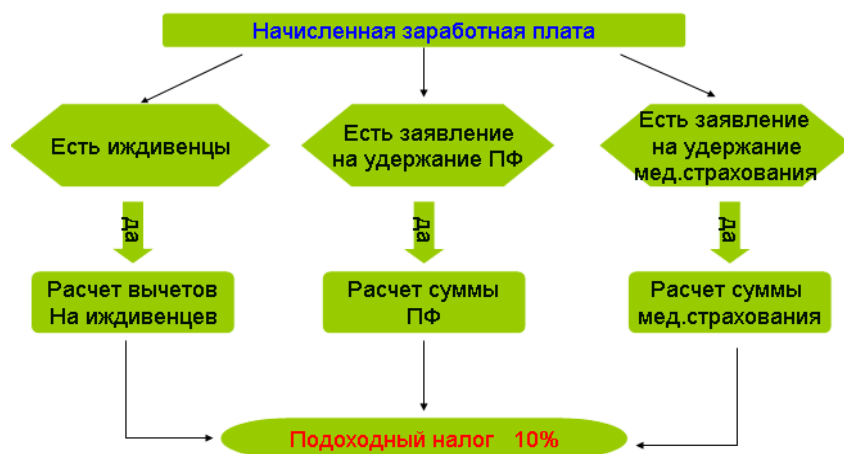 Начисленная заработная плата
Есть иждивенцы
Есть заявление
на удержание ПФ
Есть заявление
на удержание
мед.страхования
да
да
да
Расчет вычетов
На иждивенцев
Расчет суммы
ПФ
Расчет суммы
мед.страхования
Подоходный налог 10%